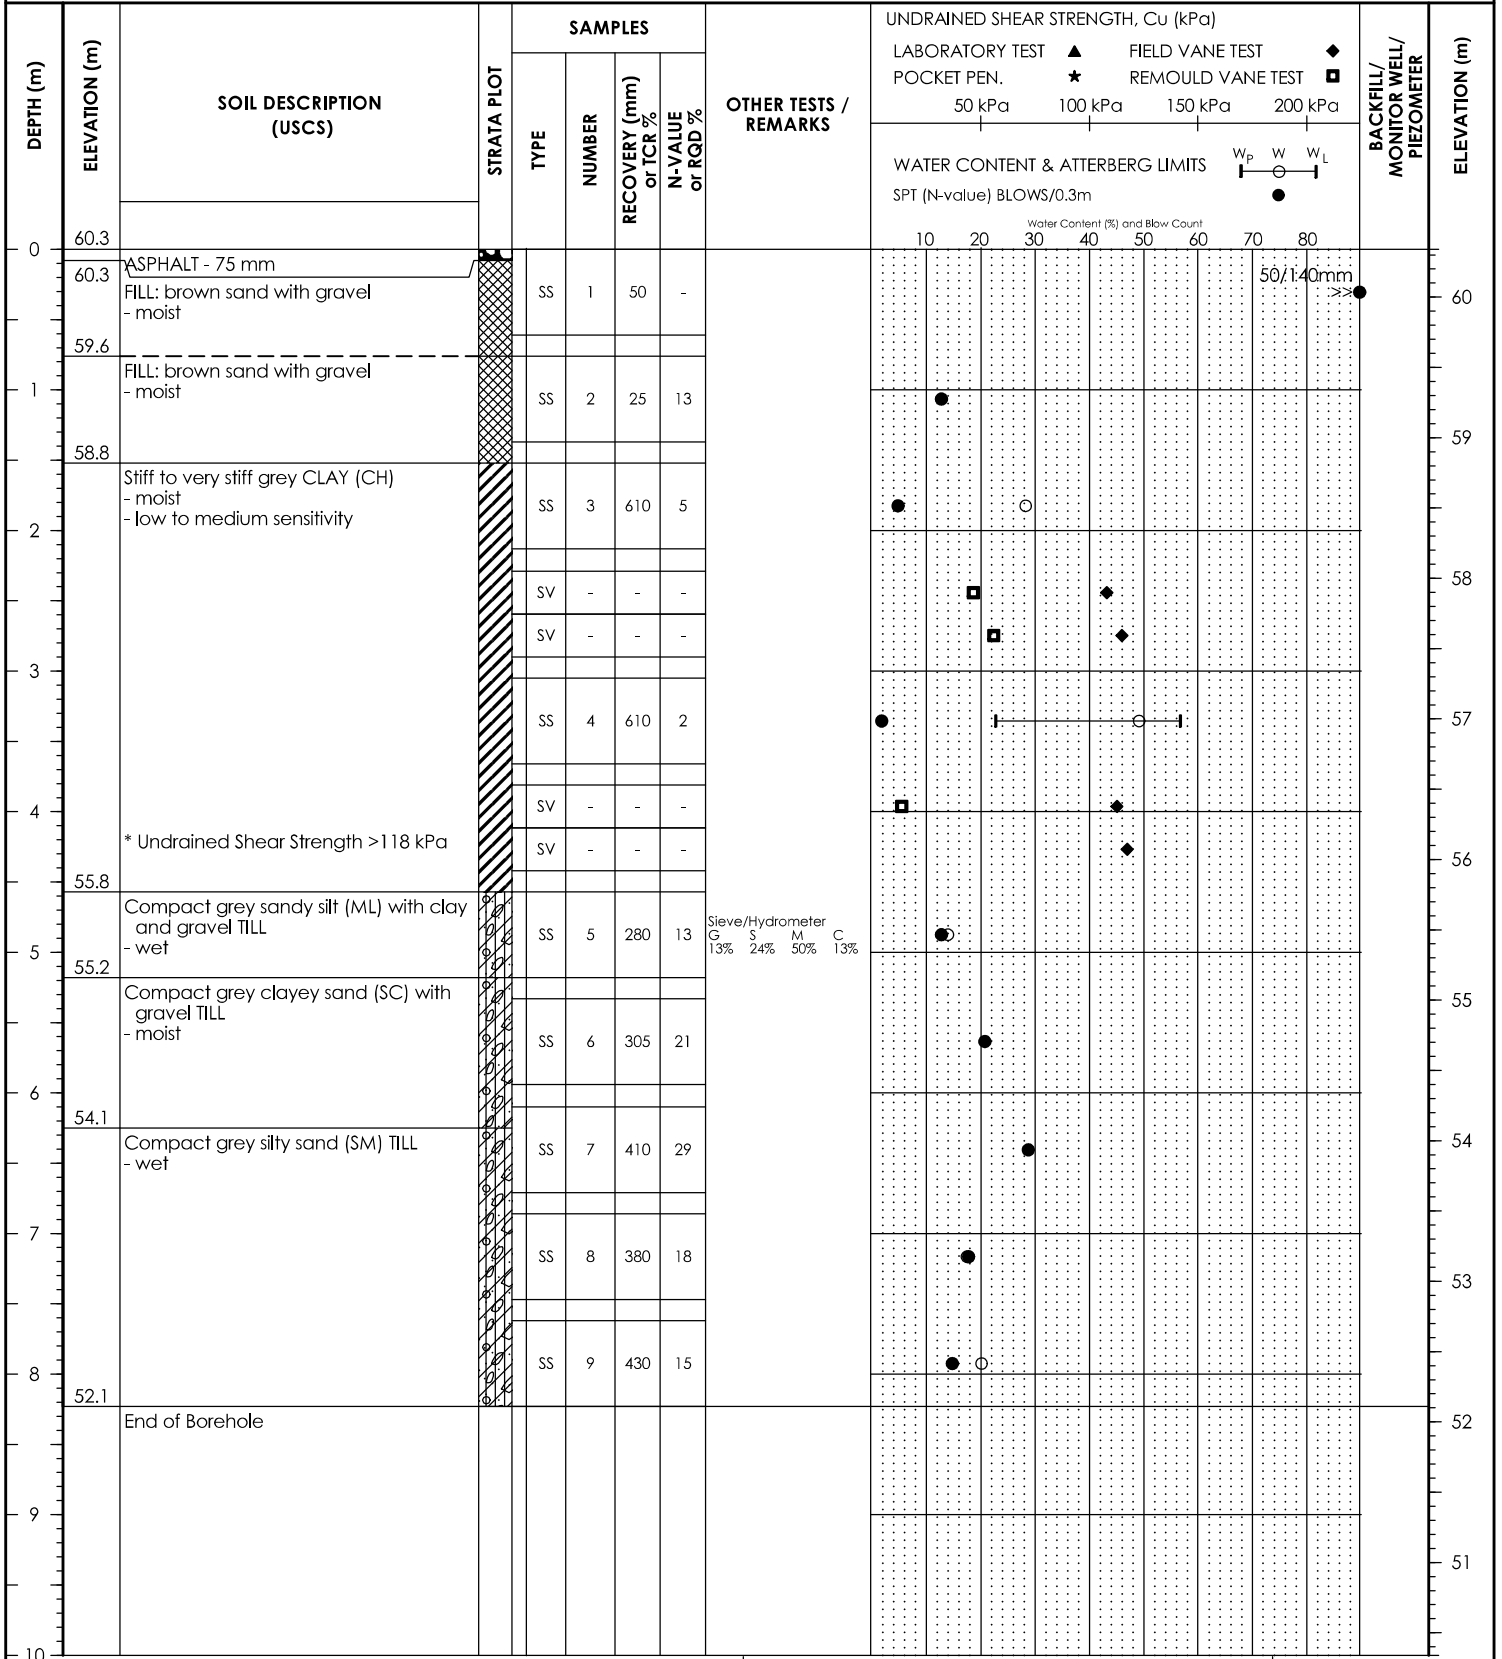 DEPTH (m)
ELEVATION (m)
SOIL DESCRIPTION
(USCS)
STRATA PLOT
SAMPLES
TYPE
NUMBER
RECOVERY (mm)
or TCR %
N-VALUE
or RQD %
OTHER TESTS /
REMARKS
UNDRAINED SHEAR STRENGTH, Cu (kPa)
LABORATORY TEST ▲ FIELD VANE TEST ◆
POCKET PEN. ★ REMOULD VANE TEST
50 kPa 100 kPa 150 kPa 200 kPa
WATER CONTENT & ATTERBERG LIMITS WP W WL
SPT (N-value) BLOWS/0.3m ●
Water Content (%) and Blow Count
10 20 30 40 50 60 70 80
BACKFILL/
MONITOR WELL/
PIEZOMETER
ELEVATION (m)
0 60.3
60.3 ASPHALT - 75 mm
50/140mm
>>
FILL: brown sand with gravel
- moist
SS 1 50 -
60
59.6
FILL: brown sand with gravel
1 - moist
SS 2 25 13
59
58.8
Stiff to very stiff grey CLAY (CH)
- moist
- low to medium sensitivity
SS 3 610 5
2
58
SV - - -
SV - - -
3
SS 4 610 2
57
SV - - -
4
* Undrained Shear Strength >118 kPa
SV - - -
56
55.8
Compact grey sandy silt (ML) with clay
and gravel TILL
- wet
SS 5 280 13
Sieve/Hydrometer
G S M C
13% 24% 50% 13%
5
55.2
Compact grey clayey sand (SC) with
gravel TILL
- moist
55
SS 6 305 21
6
54.1
Compact grey silty sand (SM) TILL
- wet
SS 7 410 29
54
7
SS 8 380 18
53
SS 9 430 15
8
52.1
End of Borehole
52
9
51
10